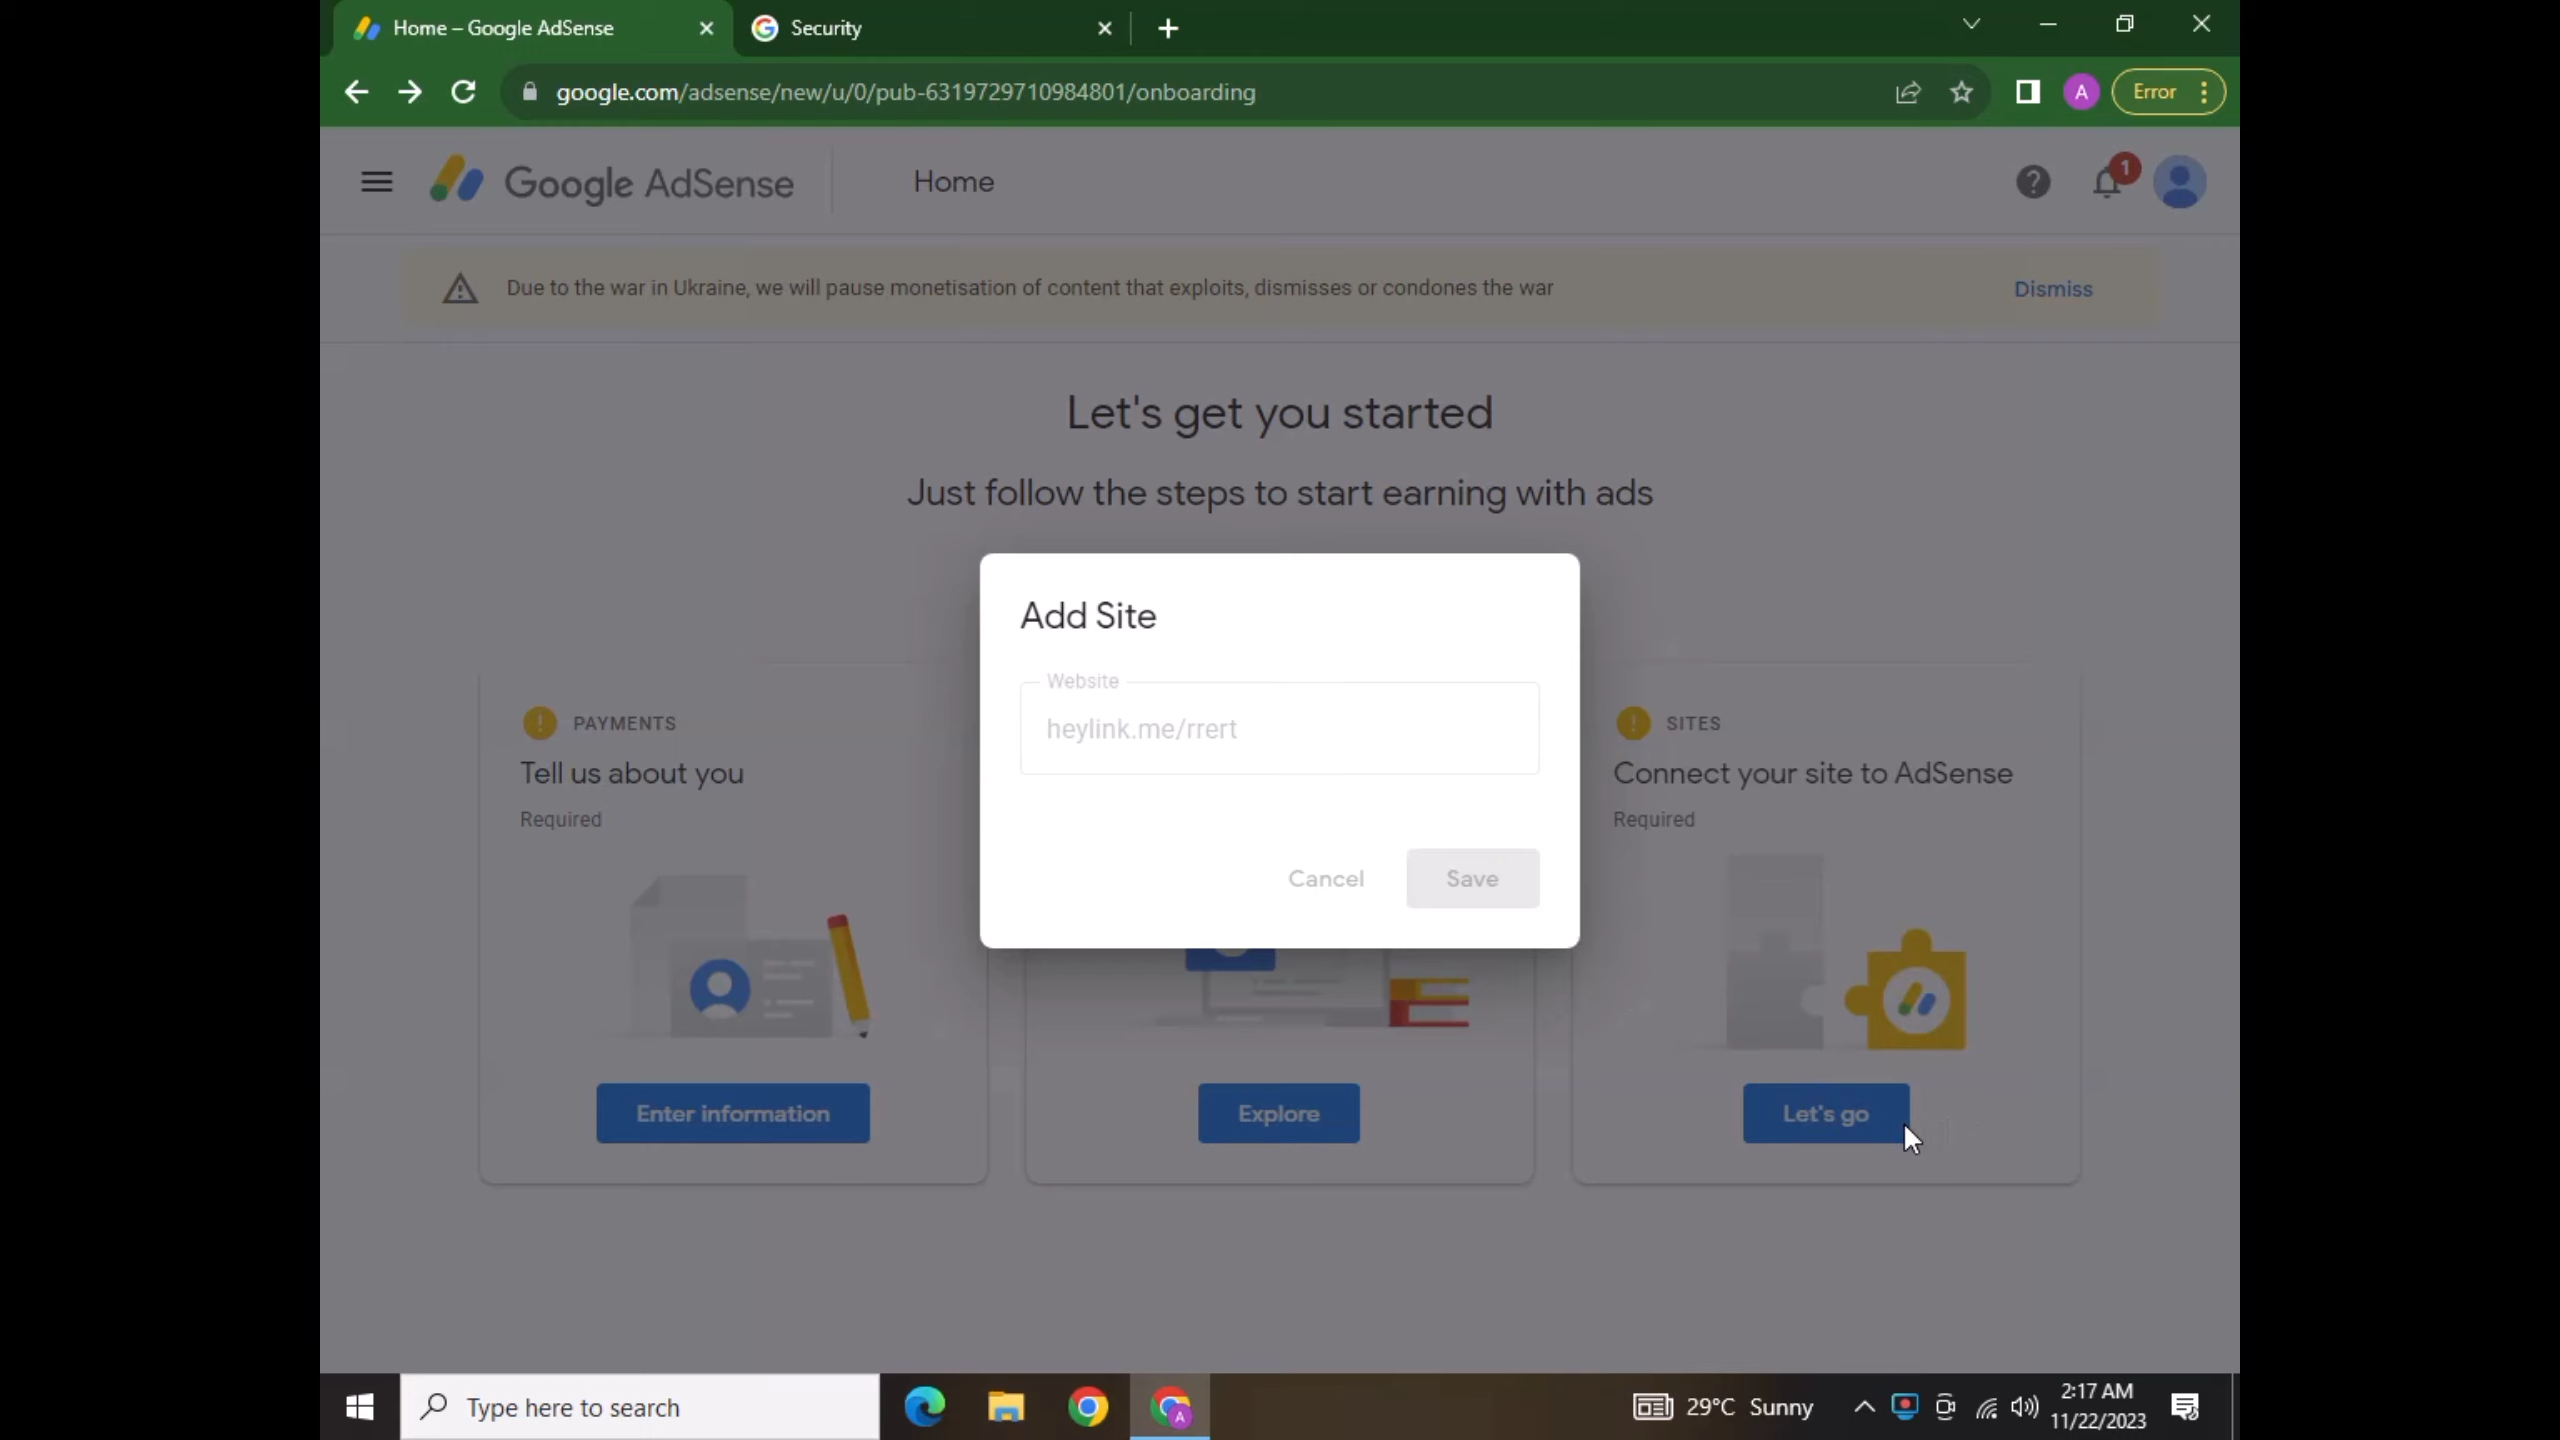 Home – Google AdSense
Security
google.com/adsense/new/u/0/pub-6319729710984801/onboarding
A
Error
Google AdSense
Home
1
Due to the war in Ukraine, we will pause monetisation of content that exploits, dismisses or condones the war
Dismiss
Let's get you started
Just follow the steps to start earning with ads
Add Site
Website
heylink.me/rrert
Cancel
Save
PAYMENTS
Tell us about you
Required
Enter information
Explore
SITES
Connect your site to AdSense
Required
Let's go
Type here to search
A
29°C Sunny
2:17 AM
11/22/2023